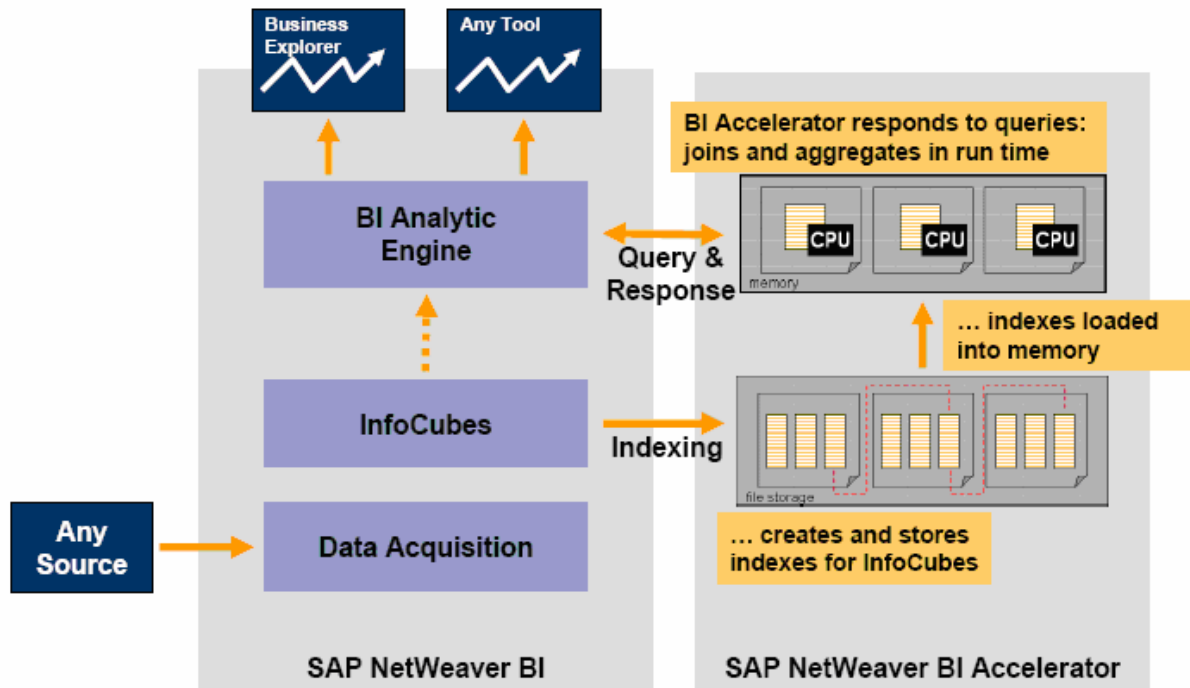 Business
Explorer
Any Tool
BI Accelerator responds to queries:
joins and aggregates in run time
BI Analytic
Engine
CPU
CPU
CPU
memory
Query &
Response
… indexes loaded
into memory
InfoCubes
Indexing
file storage
Any
Source
Data Acquisition
… creates and stores
indexes for InfoCubes
SAP NetWeaver BI
SAP NetWeaver BI Accelerator